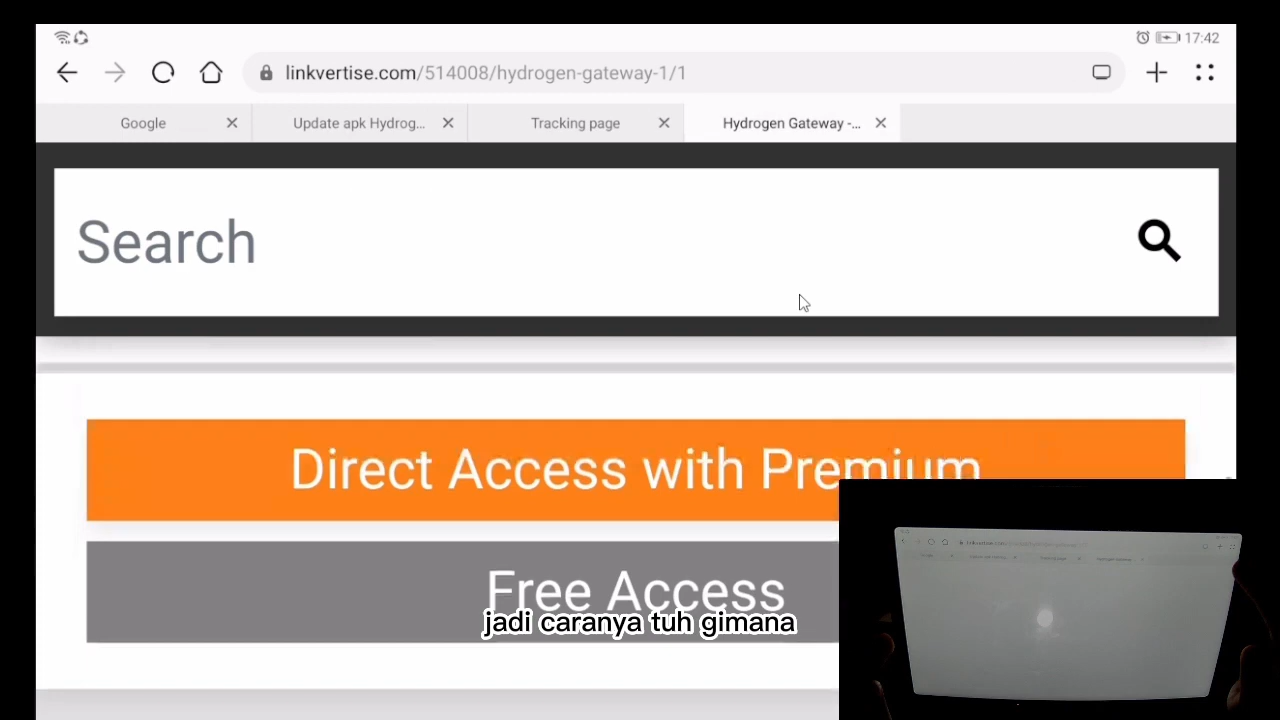 17:42
linkvertise.com/514008/hydrogen-gateway-1/1
Google
Update apk Hydrog...
Tracking page
Hydrogen Gateway -...
Search
Direct Access with Premium
Free Access
jadi caranya tuh gimana